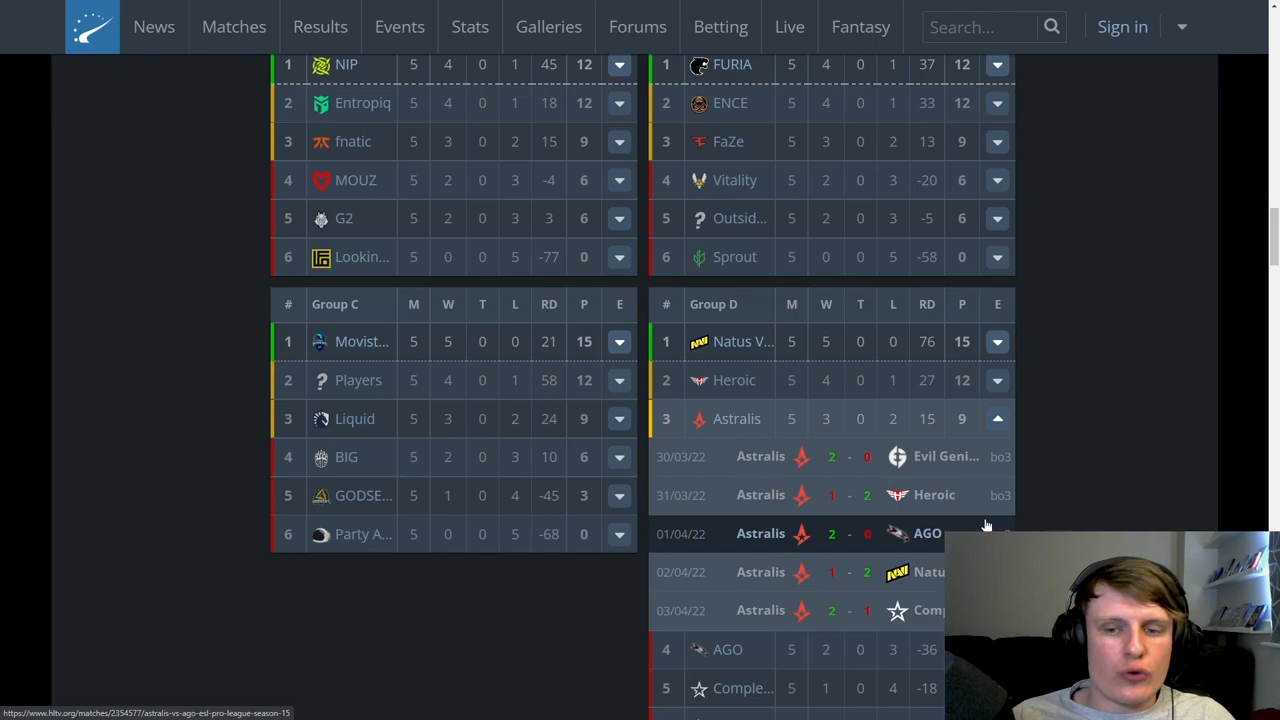 News Matches Results Events Stats Galleries Forums Betting Live Fantasy Search... Sign in
1 NIP 5 4 0 1 45 12
2 Entropiq 5 4 0 1 18 12
3 fnatic 5 3 0 2 15 9
4 MOUZ 5 2 0 3 -4 6
5 G2 5 2 0 3 3 6
6 Lookin... 5 0 0 5 -77 0
1 FURIA 5 4 0 1 37 12
2 ENCE 5 4 0 1 33 12
3 FaZe 5 3 0 2 13 9
4 Vitality 5 2 0 3 -20 6
5 Outsid... 5 2 0 3 -5 6
6 Sprout 5 0 0 5 -58 0
# Group C M W T L RD P E
1 Movist... 5 5 0 0 21 15
2 Players 5 4 0 1 58 12
3 Liquid 5 3 0 2 24 9
4 BIG 5 2 0 3 10 6
5 GODSE... 5 1 0 4 -45 3
6 Party A... 5 0 0 5 -68 0
# Group D M W T L RD P E
1 Natus V... 5 5 0 0 76 15
2 Heroic 5 4 0 1 27 12
3 Astralis 5 3 0 2 15 9
30/03/22 Astralis 2 - 0 Evil Geni... bo3
31/03/22 Astralis 1 - 2 Heroic bo3
01/04/22 Astralis 2 - 0 AGO
02/04/22 Astralis 1 - 2 Natu
03/04/22 Astralis 2 - 1 Comp
4 AGO 5 2 0 3 -36
5 Comple... 5 1 0 4 -18
https://www.hltv.org/matches/2354577/astralis-vs-ago-esl-pro-league-season-15